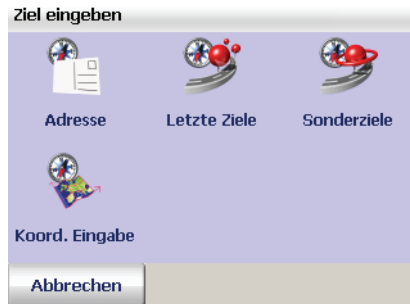 Ziel eingeben
Adresse
Letzte Ziele
Sonderziele
Koord. Eingabe
Abbrechen